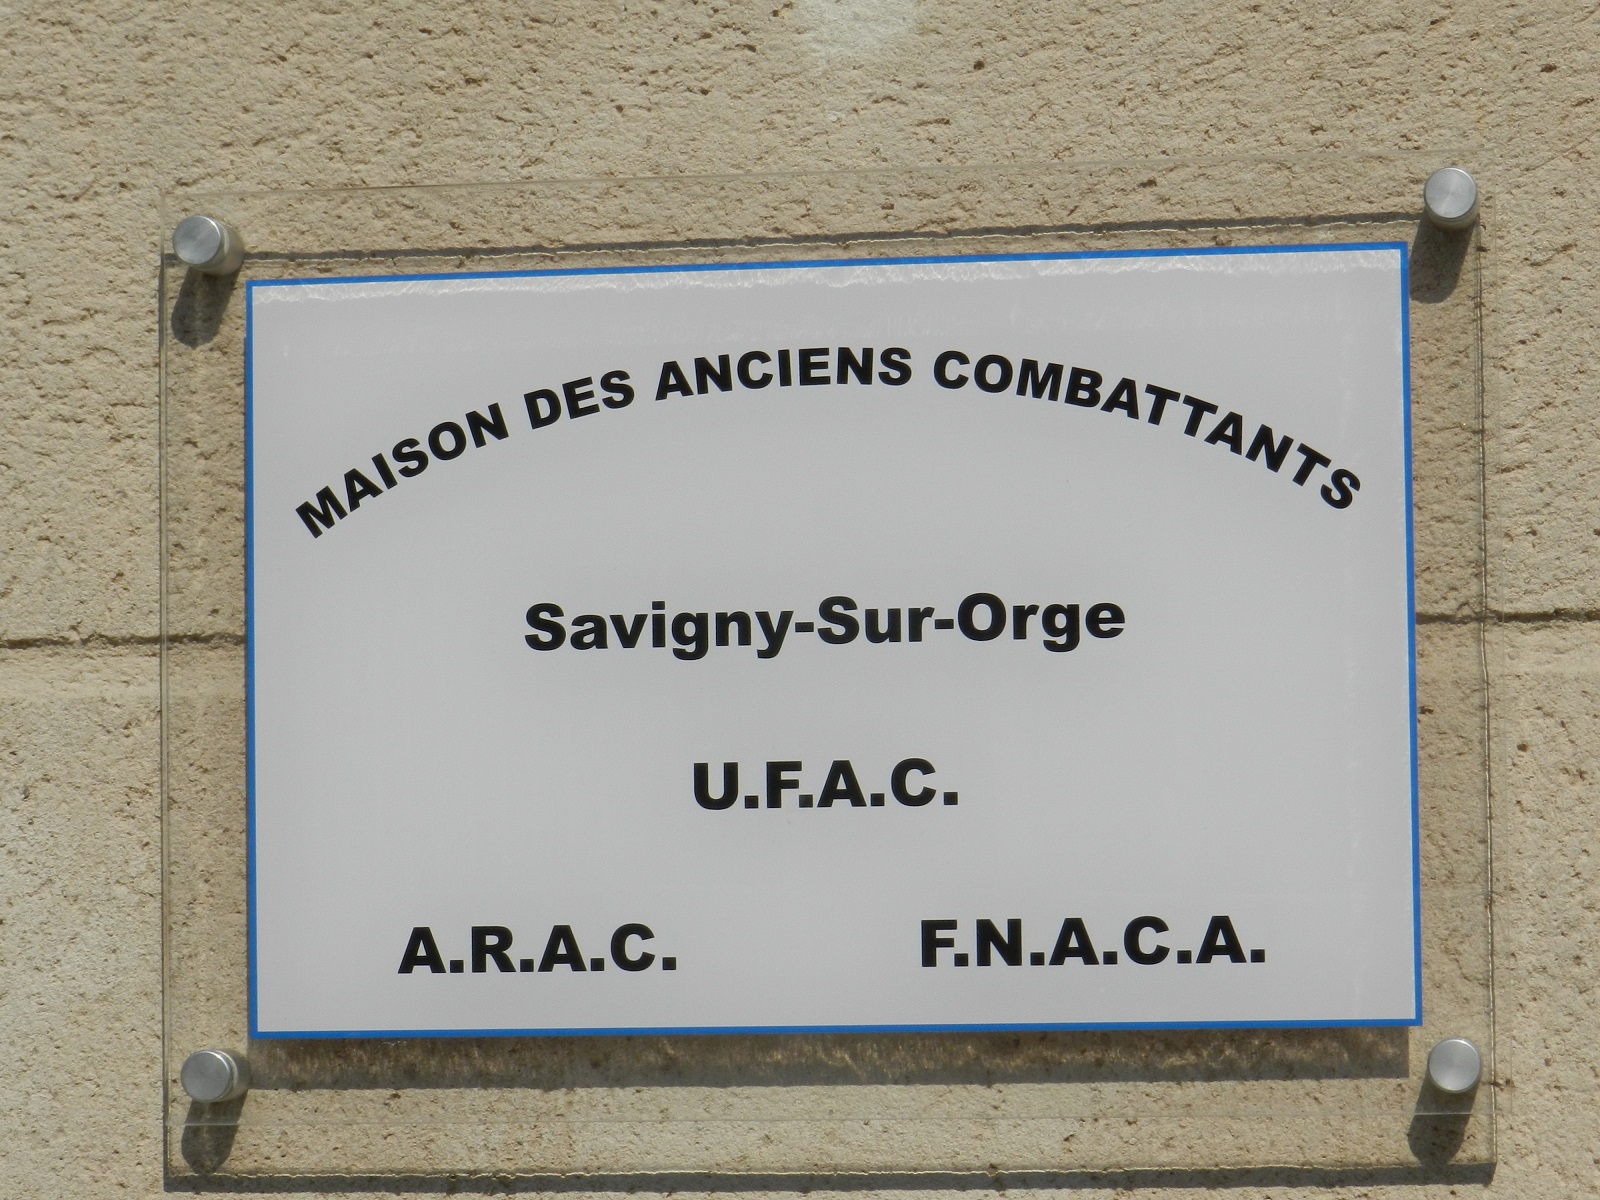 MAISON DES ANCIENS COMBATTANTS
Savigny-Sur-Orge
U.F.A.C.
A.R.A.C. F.N.A.C.A.